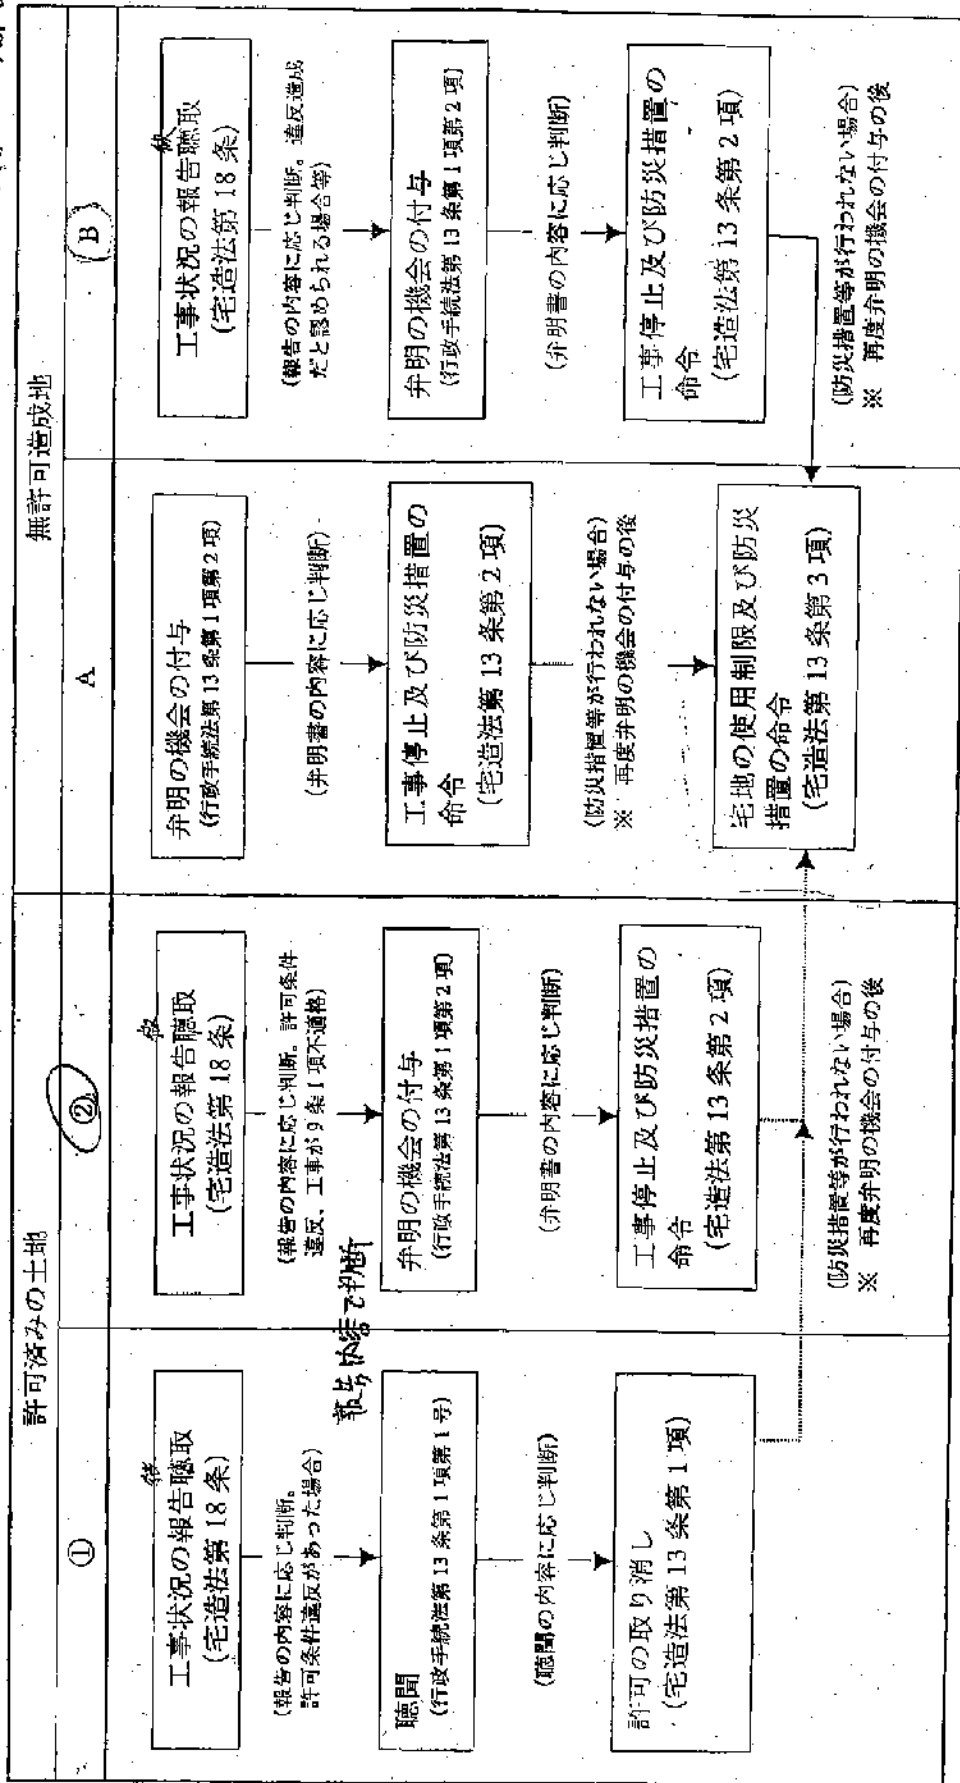 許可済みの土地
無許可造成地
①
②
A
B
工事状況の報告聴取
(宅造法第18条)
(報告の内容に応じ判断。
許可条件違反があった場合)
聴聞
(行政手続法第13条第1項第1号)
(聴聞の内容に応じ判断)
許可の取り消し
(宅造法第13条第1項)
報告内容で判断
工事状況の報告聴取
(宅造法第18条)
(報告の内容に応じ判断。許可条件
違反、工事が9条1項不適格)
弁明の機会の付与
(行政手続法第13条第1項第2項)
(弁明書の内容に応じ判断)
工事停止及び防災措置の
命令
(宅造法第13条第2項)
(防災措置等が行われない場合)
※ 再度弁明の機会の付与の後
弁明の機会の付与
(行政手続法第13条第1項第2項)
(弁明書の内容に応じ判断)
工事停止及び防災措置の
命令
(宅造法第13条第2項)
(防災措置等が行われない場合)
※ 再度弁明の機会の付与の後
宅地の使用制限及び防災
措置の命令
(宅造法第13条第3項)
工事状況の報告聴取
(宅造法第18条)
(報告の内容に応じ判断。違反造成
だと認められる場合等)
弁明の機会の付与
(行政手続法第13条第1項第2項)
(弁明書の内容に応じ判断)
工事停止及び防災措置の
命令
(宅造法第13条第2項)
(防災措置等が行われない場合)
※ 再度弁明の機会の付与の後